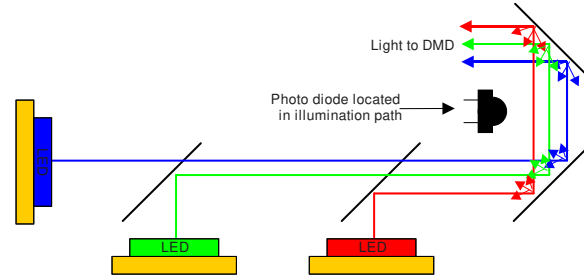 Light to DMD
Photo diode located
in illumination path
LED
LED
LED